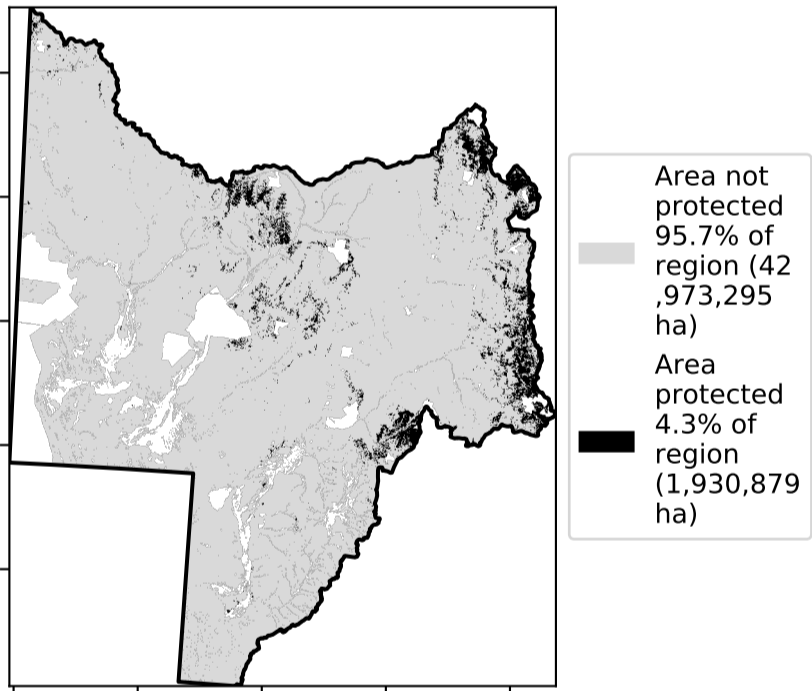 Area not
protected
95.7% of
region (42
,973,295
ha)
Area
protected
4.3% of
region
(1,930,879
ha)